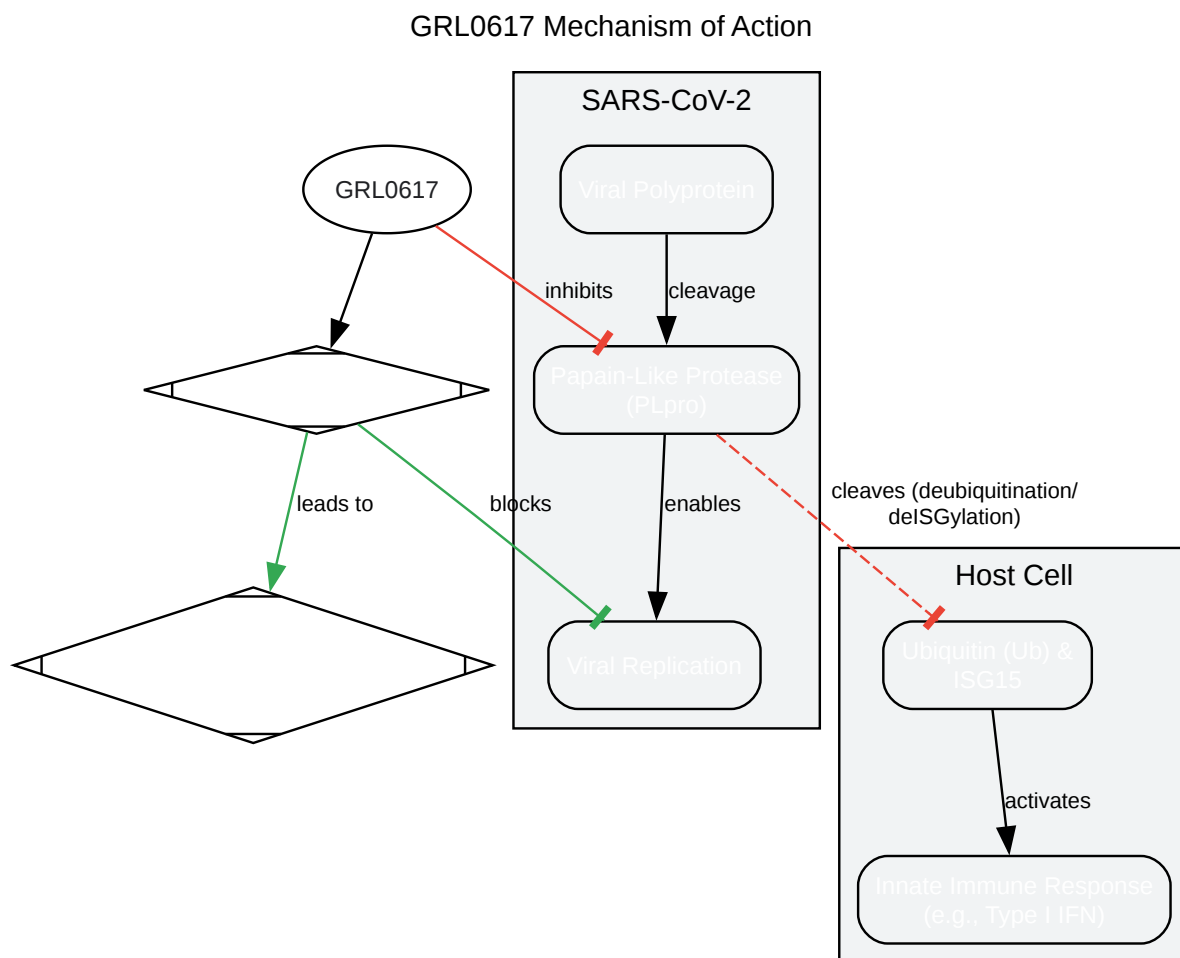 GRL0617 Mechanism of Action
SARS-CoV-2
Viral Polyprotein
GRL0617
inhibits
cleavage
Papain-Like Protease
(PLpro)
leads to
blocks
enables
cleaves (deubiquitination/
deISGylation)
Host Cell
Viral Replication
Ubiquitin (Ub) &
ISG15
activates
Innate Immune Response
(e.g., Type I IFN)